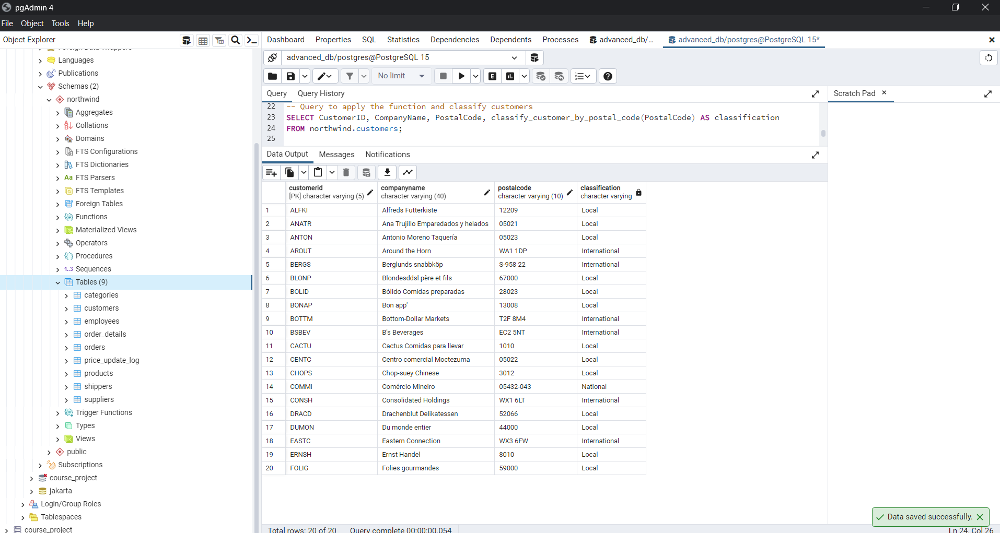 pgAdmin 4
File Object Tools Help
Object Explorer
Foreign Data Wrappers
Languages
Publications
Schemas (2)
northwind
Aggregates
Collations
Domains
FTS Configurations
FTS Dictionaries
Aa FTS Parsers
FTS Templates
Foreign Tables
Functions
Materialized Views
Operators
Procedures
1..3 Sequences
Tables (9)
categories
customers
employees
order_details
orders
price_update_log
products
shippers
suppliers
Trigger Functions
Types
Views
public
Subscriptions
course_project
jakarta
Login/Group Roles
Tablespaces
course_project
Dashboard Properties SQL Statistics Dependencies Dependents Processes advanced_db/... advanced_db/postgres@PostgreSQL 15*
advanced_db/postgres@PostgreSQL 15
No limit E
Query Query History
22 -- Query to apply the function and classify customers
23 SELECT CustomerID, CompanyName, PostalCode, classify_customer_by_postal_code(PostalCode) AS classification
24 FROM northwind.customers;
25
Data Output Messages Notifications
customerid companyname postalcode classification
[PK] character varying (5) character varying (40) character varying (10) character varying
1 ALFKI Alfreds Futterkiste 12209 Local
2 ANATR Ana Trujillo Emparedados y helados 05021 Local
3 ANTON Antonio Moreno Taquería 05023 Local
4 AROUT Around the Horn WA1 1DP International
5 BERGS Berglunds snabbköp S-958 22 International
6 BLONP Blondesddsl père et fils 67000 Local
7 BOLID Bólido Comidas preparadas 28023 Local
8 BONAP Bon app' 13008 Local
9 BOTTM Bottom-Dollar Markets T2F 8M4 International
10 BSBEV B's Beverages EC2 5NT International
11 CACTU Cactus Comidas para llevar 1010 Local
12 CENTC Centro comercial Moctezuma 05022 Local
13 CHOPS Chop-suey Chinese 3012 Local
14 COMMI Comércio Mineiro 05432-043 National
15 CONSH Consolidated Holdings WX1 6LT International
16 DRACD Drachenblut Delikatessen 52066 Local
17 DUMON Du monde entier 44000 Local
18 EASTC Eastern Connection WX3 6FW International
19 ERNSH Ernst Handel 8010 Local
20 FOLIG Folies gourmandes 59000 Local
Total rows: 20 of 20 Query complete 00:00:00.054
Scratch Pad
Data saved successfully.
Ln 24, Col 26